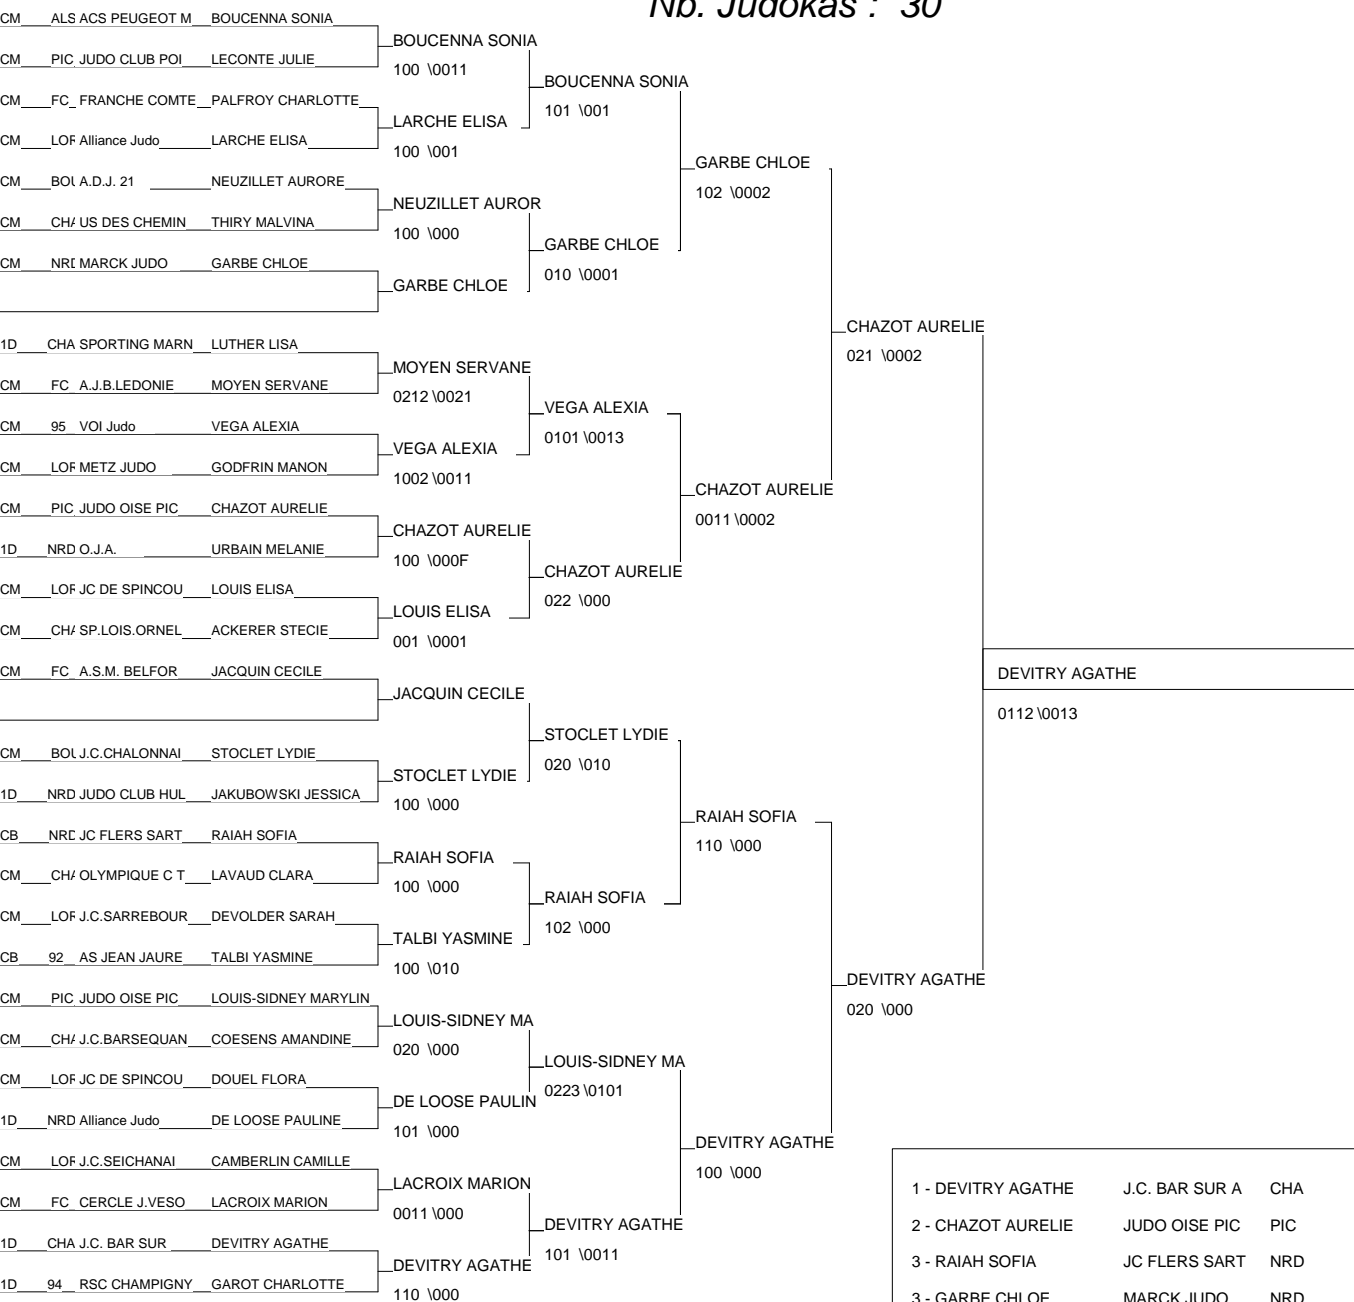 Nb. Judokas : 30
CM ALS ACS PEUGEOT M BOUCENNA SONIA
BOUCENNA SONIA
CM PIC JUDO CLUB POI LECONTE JULIE
100 \0011
BOUCENNA SONIA
CM FC FRANCHE COMTE PALFROY CHARLOTTE
101 \001
LARCHE ELISA
CM LOR Alliance Judo LARCHE ELISA
100 \001
GARBE CHLOE
CM BOU A.D.J. 21 NEUZILLET AURORE
102 \0002
NEUZILLET AUROR
CM CHA US DES CHEMIN THIRY MALVINA
100 \000
GARBE CHLOE
CM NRD MARCK JUDO GARBE CHLOE
010 \0001
GARBE CHLOE
CHAZOT AURELIE
1D CHA SPORTING MARN LUTHER LISA
021 \0002
MOYEN SERVANE
CM FC A.J.B.LEDONIE MOYEN SERVANE
0212 \0021
VEGA ALEXIA
CM 95 VOI Judo VEGA ALEXIA
0101 \0013
VEGA ALEXIA
CM LOR METZ JUDO GODFRIN MANON
1002 \0011
CHAZOT AURELIE
CM PIC JUDO OISE PIC CHAZOT AURELIE
0011 \0002
CHAZOT AURELIE
1D NRD O.J.A. URBAIN MELANIE
100 \000F
CHAZOT AURELIE
CM LOR JC DE SPINCOU LOUIS ELISA
022 \000
LOUIS ELISA
CM CHA SP.LOIS.ORNEL ACKERER STECIE
001 \0001
CM FC A.S.M. BELFOR JACQUIN CECILE
DEVITRY AGATHE
JACQUIN CECILE
0112 \0013
STOCLET LYDIE
CM BOU J.C.CHALONNAI STOCLET LYDIE
020 \010
STOCLET LYDIE
1D NRD JUDO CLUB HUL JAKUBOWSKI JESSICA
100 \000
RAIAH SOFIA
CB NRD JC FLERS SART RAIAH SOFIA
110 \000
RAIAH SOFIA
CM CHA OLYMPIQUE C T LAVAUD CLARA
100 \000
RAIAH SOFIA
CM LOR J.C.SARREBOUR DEVOLDER SARAH
102 \000
TALBI YASMINE
CB 92 AS JEAN JAURE TALBI YASMINE
100 \010
DEVITRY AGATHE
CM PIC JUDO OISE PIC LOUIS-SIDNEY MARYLIN
020 \000
LOUIS-SIDNEY MA
CM CHA J.C.BARSEQUAN COESENS AMANDINE
020 \000
LOUIS-SIDNEY MA
CM LOR JC DE SPINCOU DOUEL FLORA
0223 \0101
DE LOOSE PAULIN
1D NRD Alliance Judo DE LOOSE PAULINE
101 \000
DEVITRY AGATHE
CM LOR J.C.SEICHANAI CAMBERLIN CAMILLE
100 \000
LACROIX MARION
CM FC CERCLE J.VESO LACROIX MARION
0011 \000
DEVITRY AGATHE
1D CHA J.C. BAR SUR DEVITRY AGATHE
101 \0011
DEVITRY AGATHE
1D 94 RSC CHAMPIGNY GAROT CHARLOTTE
110 \000
1 - DEVITRY AGATHE J.C. BAR SUR A CHA
2 - CHAZOT AURELIE JUDO OISE PIC PIC
3 - RAIAH SOFIA JC FLERS SART NRD
3 - GARBE CHLOE MARCK JUDO NRD